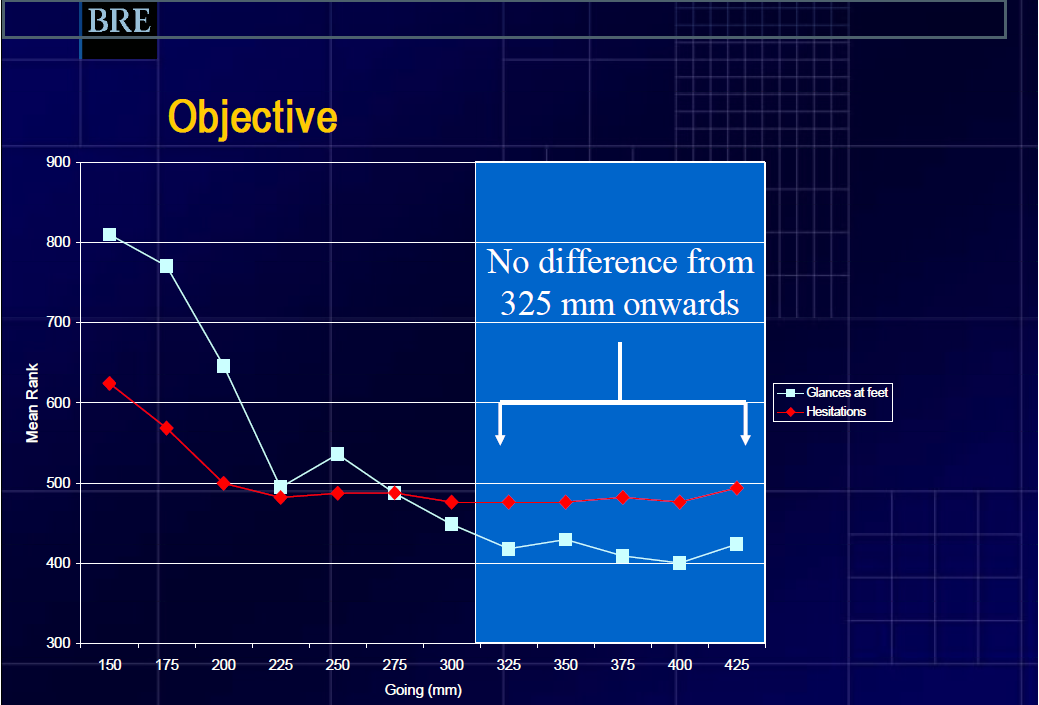 BRE
Objective
900
800
700
600
500
400
300
Mean Rank
No difference from
325 mm onwards
Glances at feet
Hesitations
150 175 200 225 250 275 300 325 350 375 400 425
Going (mm)